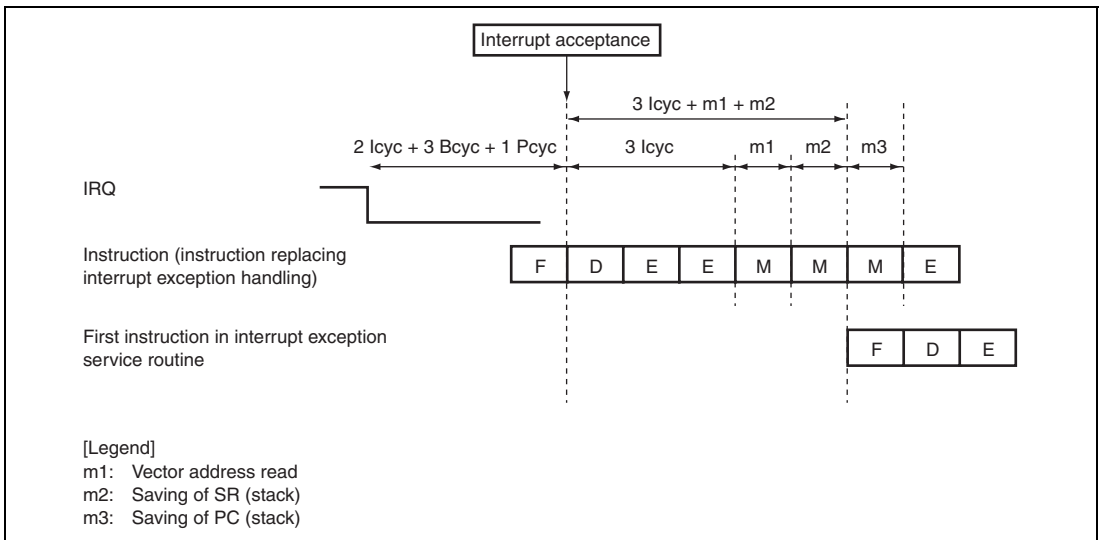 Interrupt acceptance
3 Icyc + m1 + m2
2 Icyc + 3 Bcyc + 1 Pcyc 3 Icyc m1 m2 m3
IRQ
Instruction (instruction replacing
interrupt exception handling)
F D E E M M M E
First instruction in interrupt exception
service routine
F D E
[Legend]
m1: Vector address read
m2: Saving of SR (stack)
m3: Saving of PC (stack)